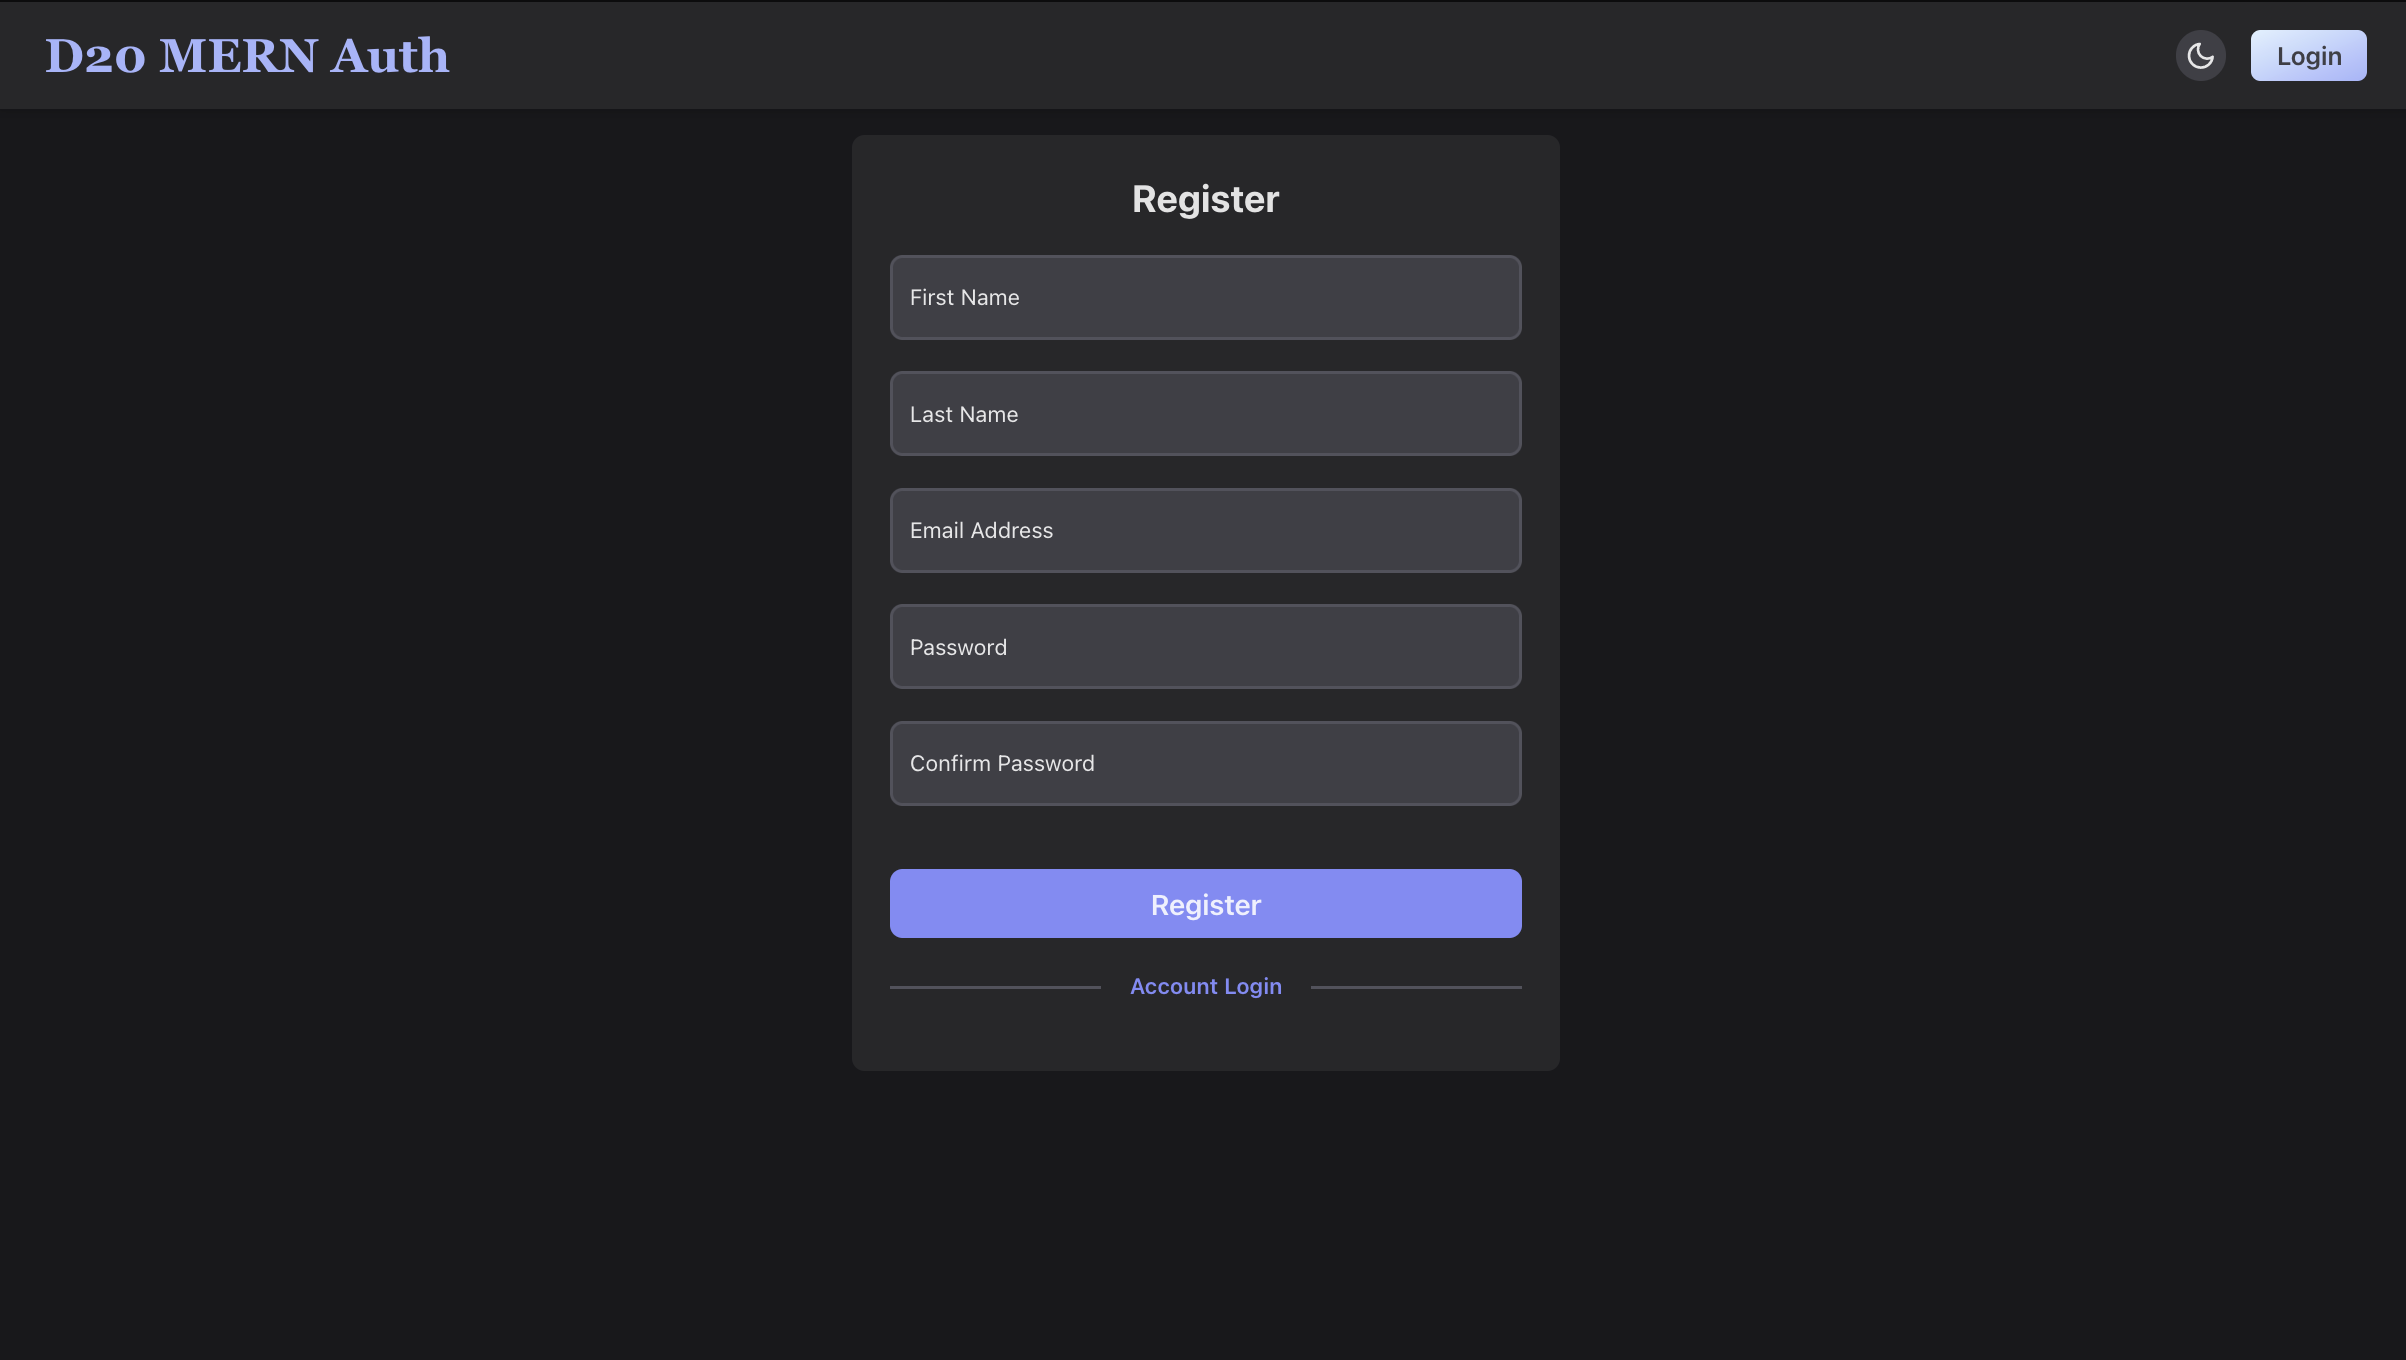 D20 MERN Auth
Login
Register
First Name
Last Name
Email Address
Password
Confirm Password
Register
Account Login